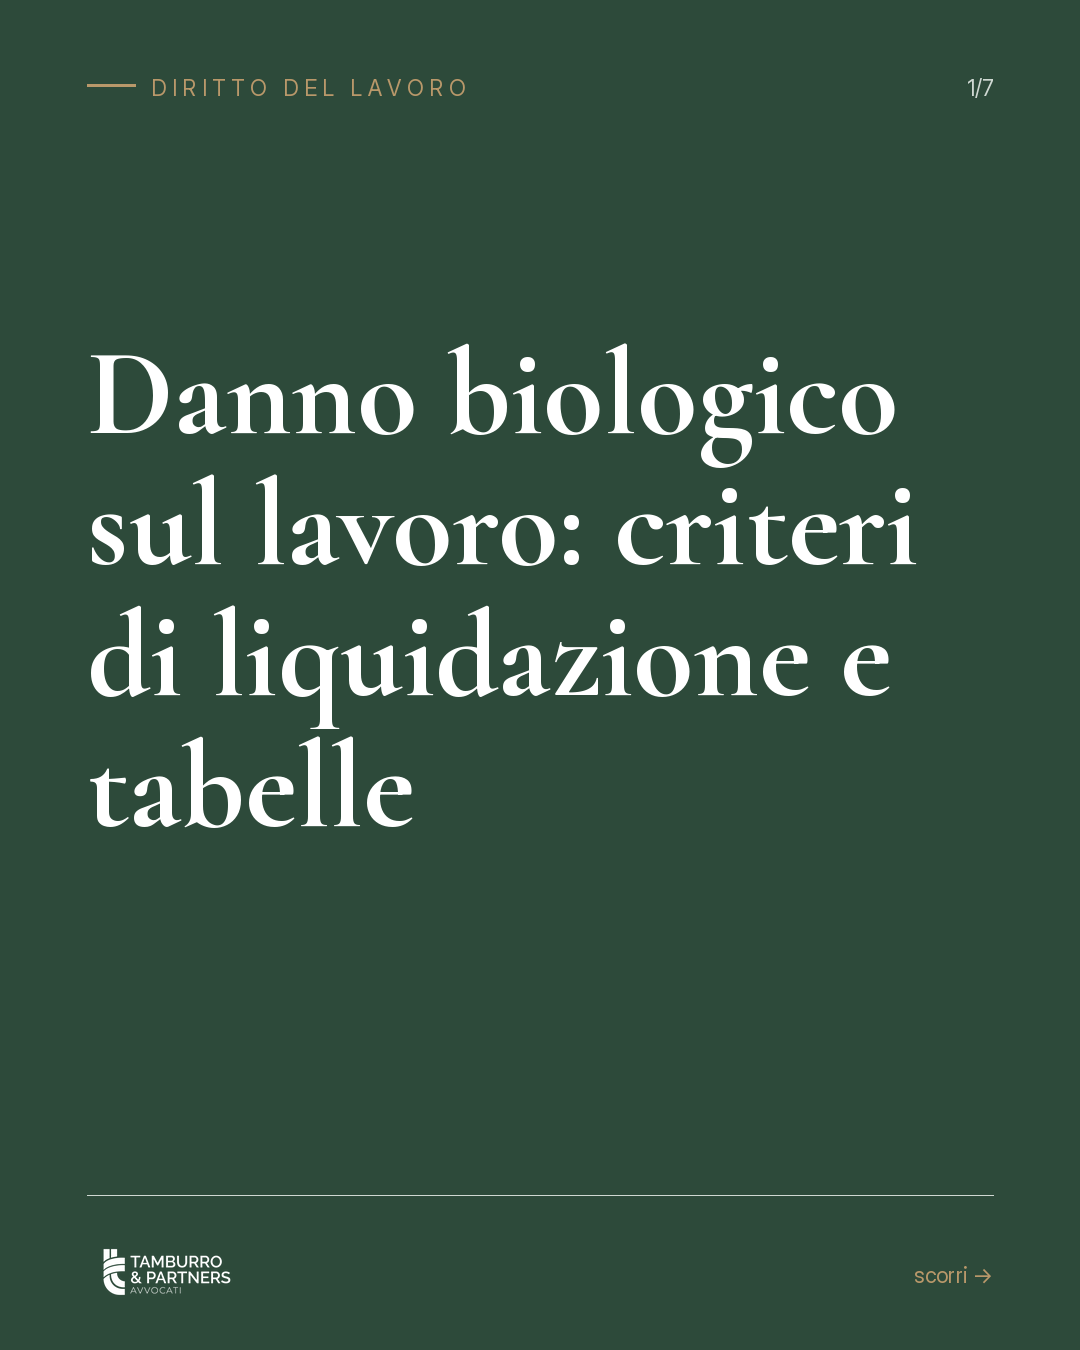 DIRITTO DEL LAVORO
1/7
Danno biologico
sul lavoro: criteri
di liquidazione e
tabelle
TAMBURRO
& PARTNERS
AVVOCATI
scorri →